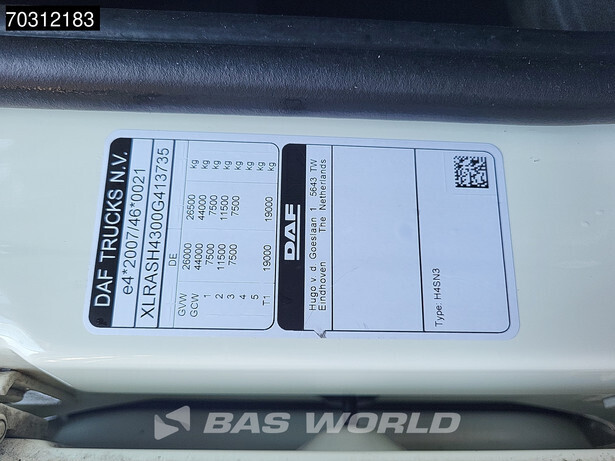 70312183
DAF TRUCKS N.V.
e4*2007/46*0021
XLRASH4300G413735
DE
GVW 26000 26500 kg
GCW 44000 44000 kg
1 7500 7500 kg
2 11500 11500 kg
3 7500 7500 kg
4 kg
5 kg
T1 19000 19000 kg
DAF
Hugo v. d Goeslaan 1 5643 TW
Eindhoven The Netherlands
Type: H4SN3
BAS WORLD